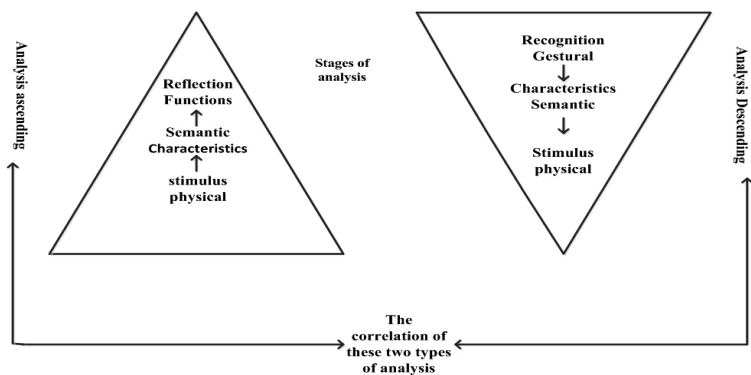 Analysis ascending
Reflection
Functions
Semantic
Characteristics
stimulus
physical
Stages of
analysis
Recognition
Gestural
Characteristics
Semantic
Stimulus
physical
Analysis Descending
The
correlation of
these two types
of analysis